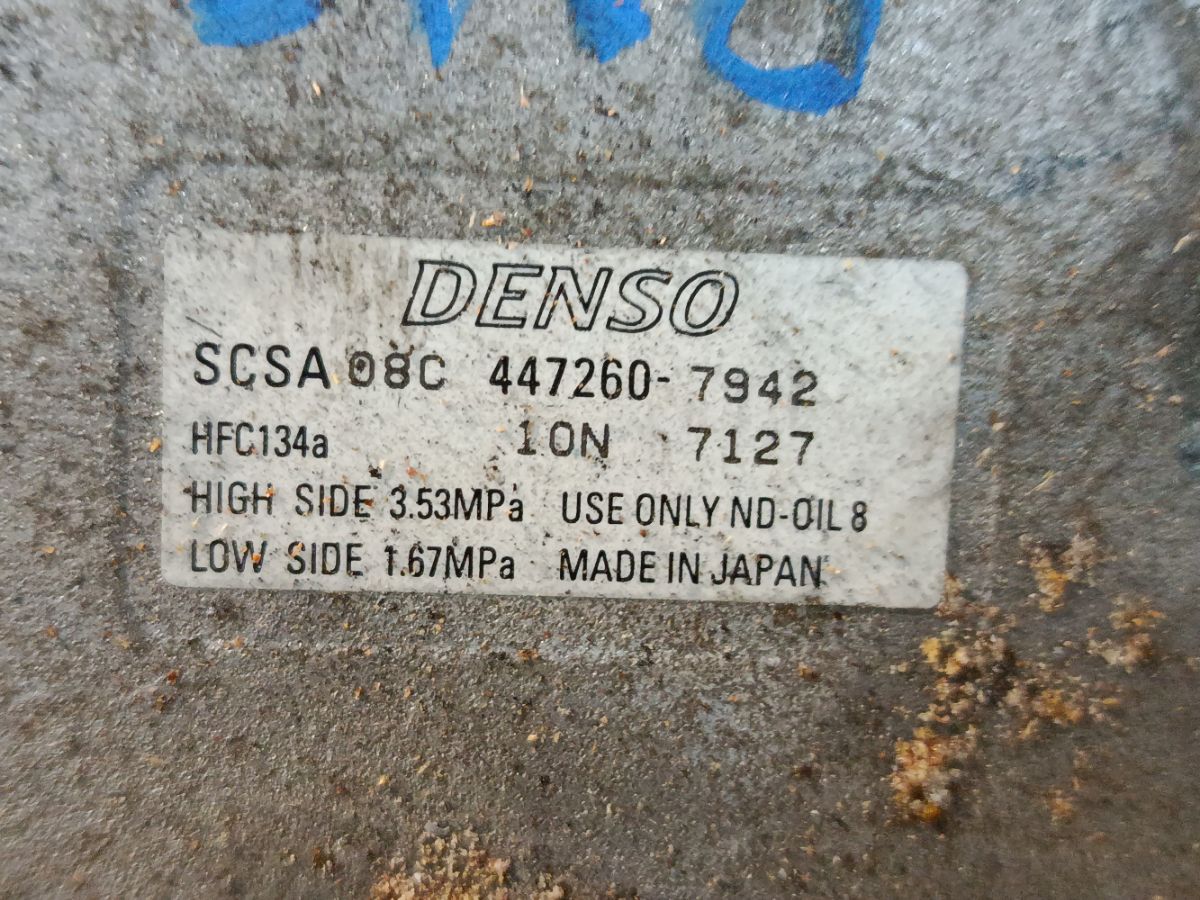 DENSO
SCSA 08C 447260-7942
HFC134a 10N 7127
HIGH SIDE 3.53MPa USE ONLY ND-OIL 8
LOW SIDE 1.67MPa MADE IN JAPAN